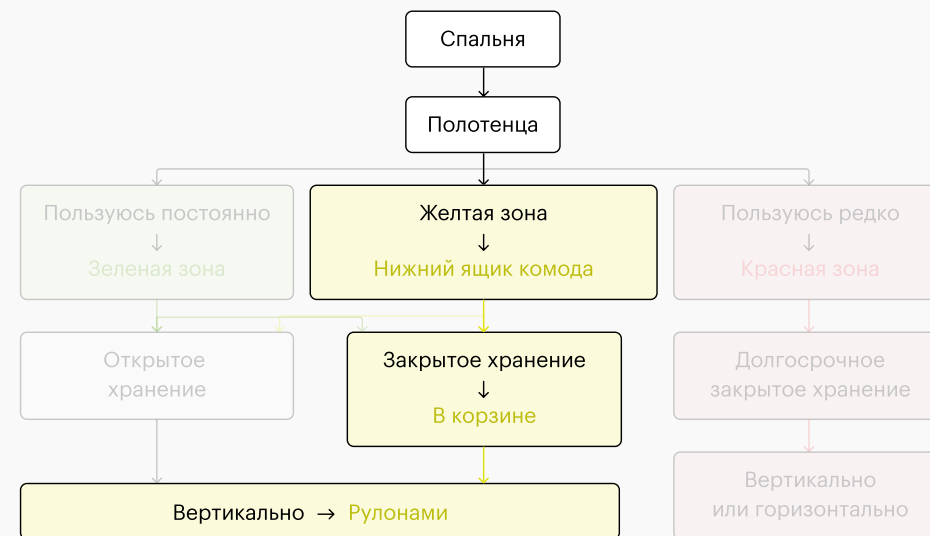 Спальня
Полотенца
Пользуюсь постоянно
↓
Зеленая зона
Желтая зона
↓
Нижний ящик комода
Пользуюсь редко
↓
Красная зона
Открытое
хранение
Закрытое хранение
↓
В корзине
Долгосрочное
закрытое хранение
Вертикально → Рулонами
Вертикально
или горизонтально